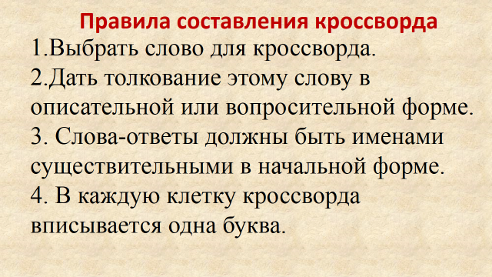 Правила составления кроссворда
1.Выбрать слово для кроссворда.
2.Дать толкование этому слову в
описательной или вопросительной форме.
3. Слова-ответы должны быть именами
существительными в начальной форме.
4. В каждую клетку кроссворда
вписывается одна буква.